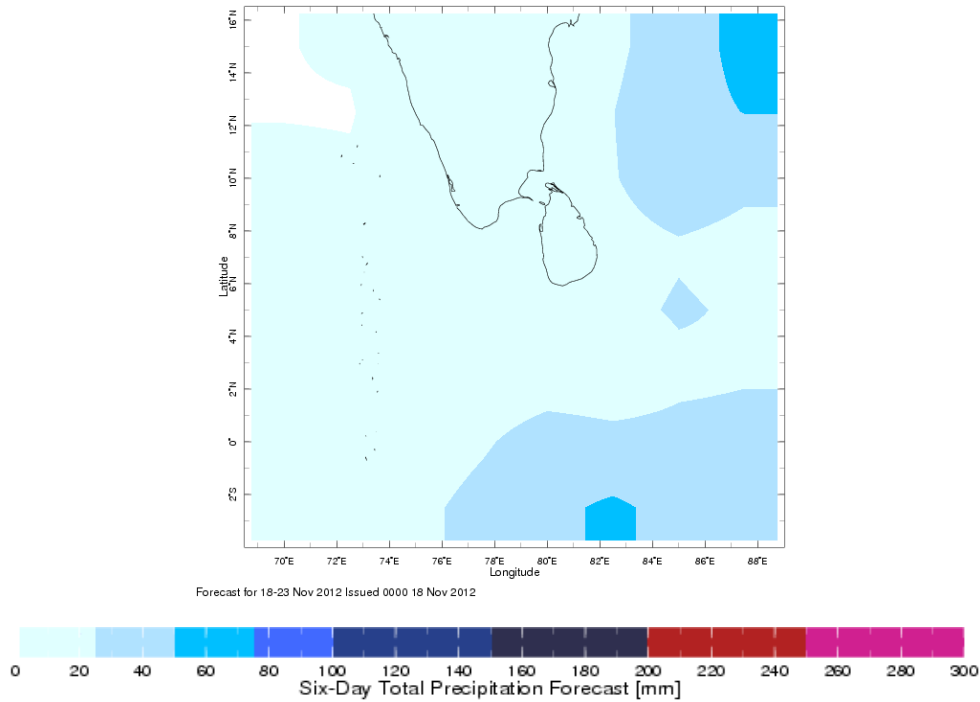 16°N
14°N
12°N
10°N
8°N
6°N
4°N
2°N
0°
2°S
Latitude
70°E 72°E 74°E 76°E 78°E 80°E 82°E 84°E 86°E 88°E
Longitude
Forecast for 18-23 Nov 2012 Issued 0000 18 Nov 2012
0 20 40 60 80 100 120 140 160 180 200 220 240 260 280 300
Six-Day Total Precipitation Forecast [mm]